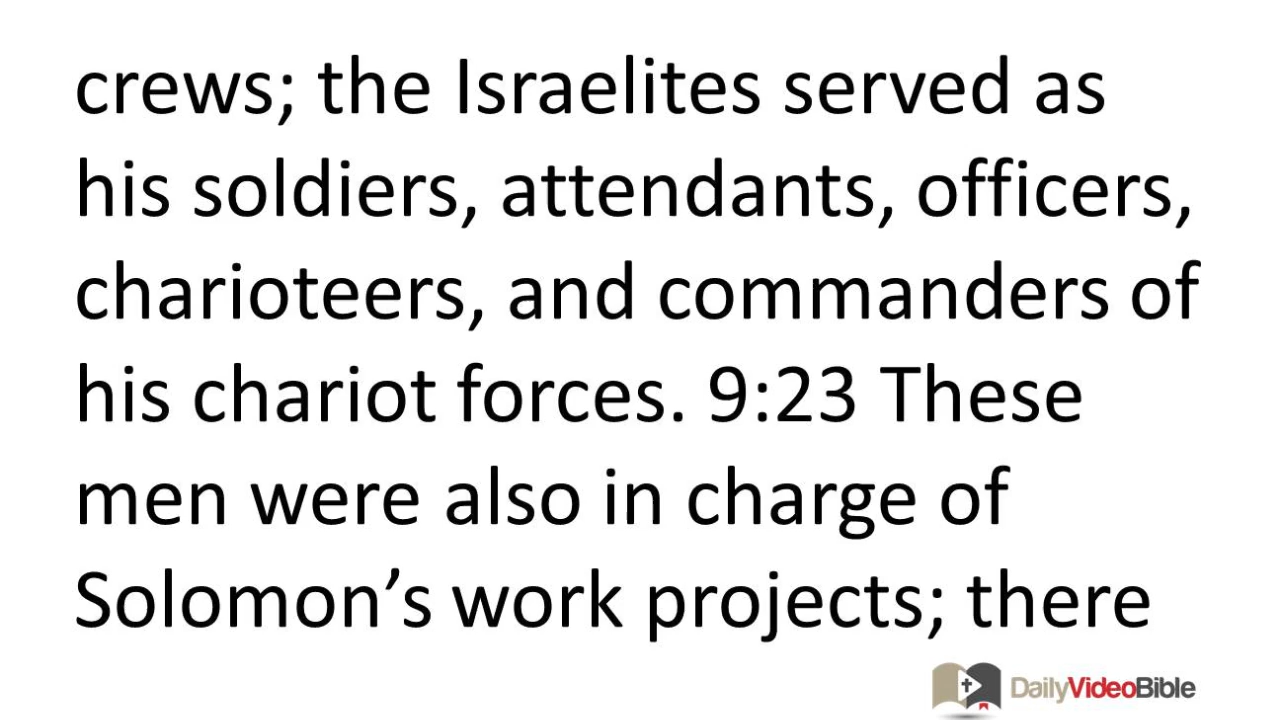 crews; the Israelites served as
his soldiers, attendants, officers,
charioteers, and commanders of
his chariot forces. 9:23 These
men were also in charge of
Solomon’s work projects; there
DailyVideoBible